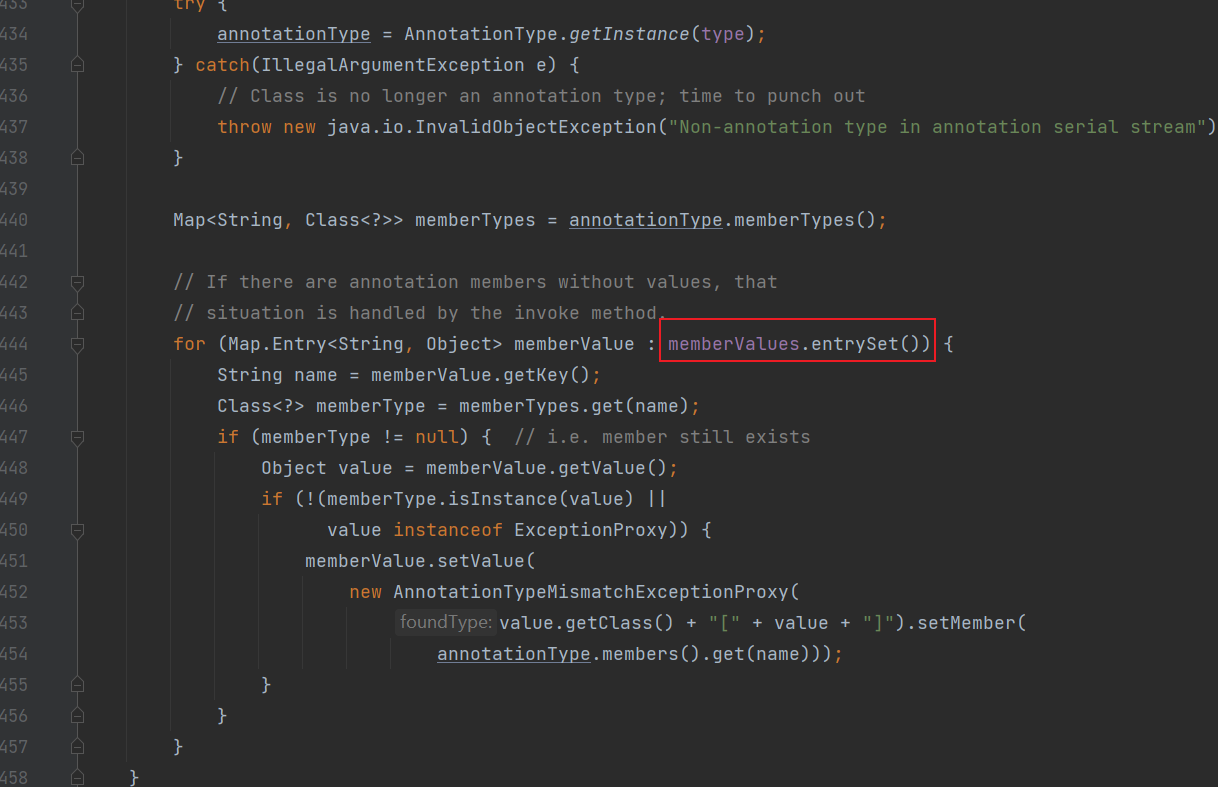 433 try {
434 annotationType = AnnotationType.getInstance(type);
435 } catch(IllegalArgumentException e) {
436 // Class is no longer an annotation type; time to punch out
437 throw new java.io.InvalidObjectException("Non-annotation type in annotation serial stream")
438 }
439
440 Map<String, Class<?>> memberTypes = annotationType.memberTypes();
441
442 // If there are annotation members without values, that
443 // situation is handled by the invoke method.
444 for (Map.Entry<String, Object> memberValue : memberValues.entrySet()) {
445 String name = memberValue.getKey();
446 Class<?> memberType = memberTypes.get(name);
447 if (memberType != null) { // i.e. member still exists
448 Object value = memberValue.getValue();
449 if (!(memberType.isInstance(value) ||
450 value instanceof ExceptionProxy)) {
451 memberValue.setValue(
452 new AnnotationTypeMismatchExceptionProxy(
453 foundType: value.getClass() + "[" + value + "]").setMember(
454 annotationType.members().get(name)));
455 }
456 }
457 }
458 }